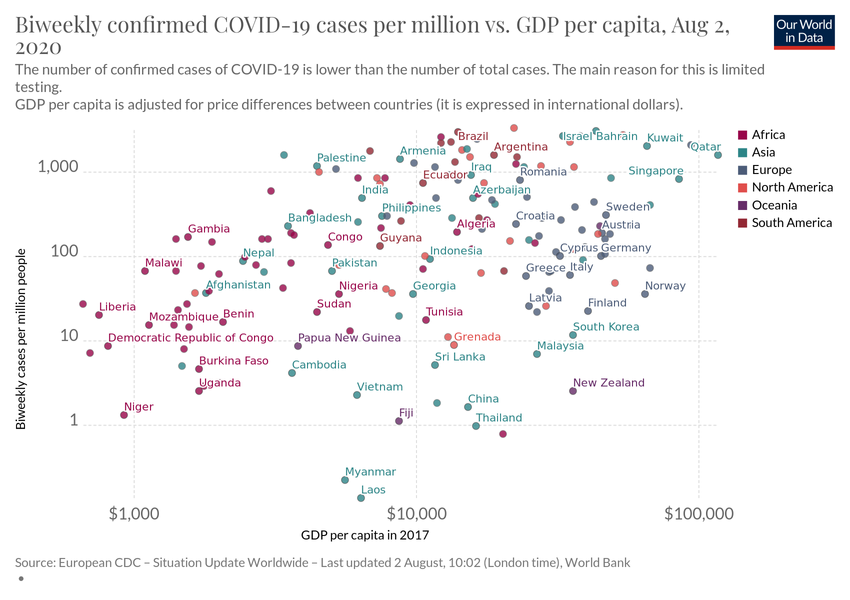 Biweekly confirmed COVID-19 cases per million vs. GDP per capita, Aug 2,
2020
Our World
in Data
The number of confirmed cases of COVID-19 is lower than the number of total cases. The main reason for this is limited
testing.
GDP per capita is adjusted for price differences between countries (it is expressed in international dollars).
Africa
Asia
Europe
North America
Oceania
South America
Brazil
Israel Bahrain
Kuwait
Qatar
Palestine
Armenia
Argentina
1,000
Ecuador
Iraq
Romania
Singapore
India
Azerbaijan
Bangladesh
Philippines
Croatia
Sweden
Gambia
Congo
Guyana
Algeria
Austria
100
Nepal
Indonesia
Cyprus Germany
Malawi
Pakistan
Greece Italy
Afghanistan
Nigeria
Georgia
Norway
Liberia
Sudan
Latvia
Finland
Mozambique
Benin
Tunisia
South Korea
10
Democratic Republic of Congo
Papua New Guinea
Grenada
Malaysia
Burkina Faso
Cambodia
Sri Lanka
Uganda
Vietnam
New Zealand
Niger
Fiji
China
Thailand
1
Myanmar
Laos
Biweekly cases per million people
$1,000
$10,000
$100,000
GDP per capita in 2017
Source: European CDC – Situation Update Worldwide – Last updated 2 August, 10:02 (London time), World Bank